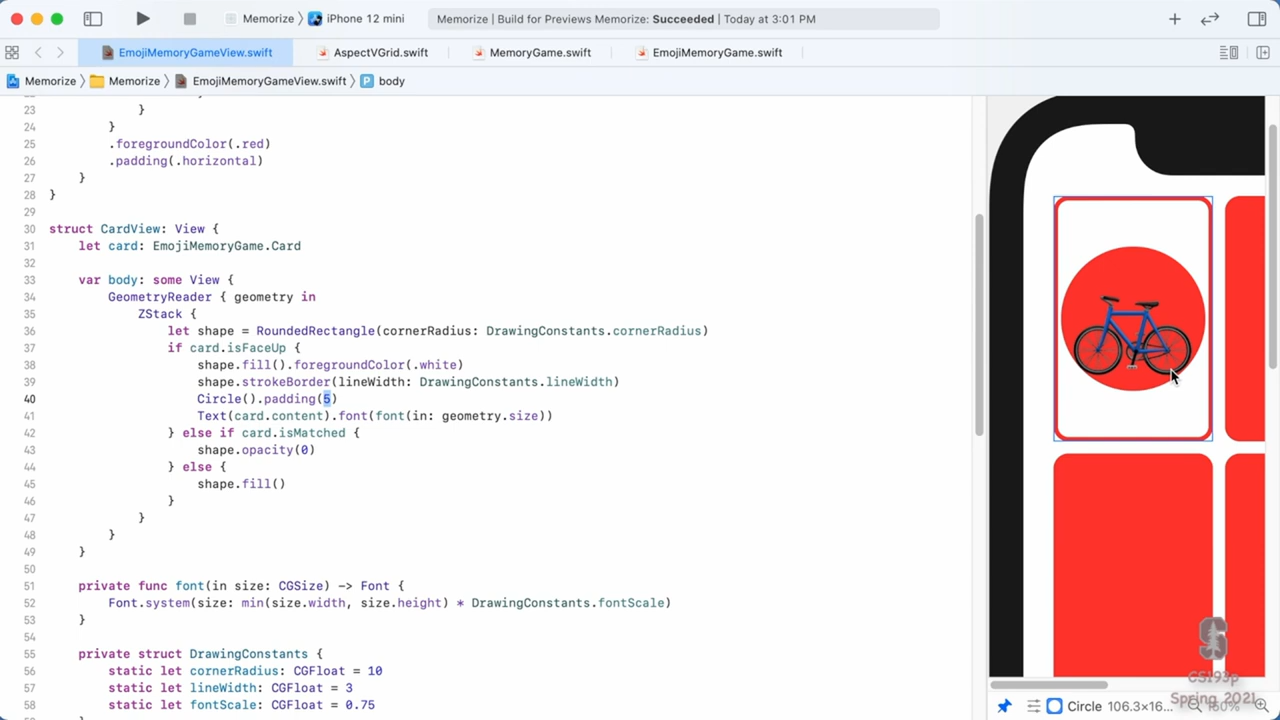 Memorize 〉 iPhone 12 mini
Memorize | Build for Previews Memorize: Succeeded | Today at 3:01 PM
EmojiMemoryGameView.swift
AspectVGrid.swift
MemoryGame.swift
EmojiMemoryGame.swift
Memorize 〉 Memorize 〉 EmojiMemoryGameView.swift 〉 P body
23 }
24 }
25 .foregroundColor(.red)
26 .padding(.horizontal)
27 }
28 }
29
30 struct CardView: View {
31 let card: EmojiMemoryGame.Card
32
33 var body: some View {
34 GeometryReader { geometry in
35 ZStack {
36 let shape = RoundedRectangle(cornerRadius: DrawingConstants.cornerRadius)
37 if card.isFaceUp {
38 shape.fill().foregroundColor(.white)
39 shape.strokeBorder(lineWidth: DrawingConstants.lineWidth)
40 Circle().padding(5)
41 Text(card.content).font(font(in: geometry.size))
42 } else if card.isMatched {
43 shape.opacity(0)
44 } else {
45 shape.fill()
46 }
47 }
48 }
49 }
50
51 private func font(in size: CGSize) -> Font {
52 Font.system(size: min(size.width, size.height) * DrawingConstants.fontScale)
53 }
54
55 private struct DrawingConstants {
56 static let cornerRadius: CGFloat = 10
57 static let lineWidth: CGFloat = 3
58 static let fontScale: CGFloat = 0.75
CS193p
Spring 2021
Circle 106.3×16...